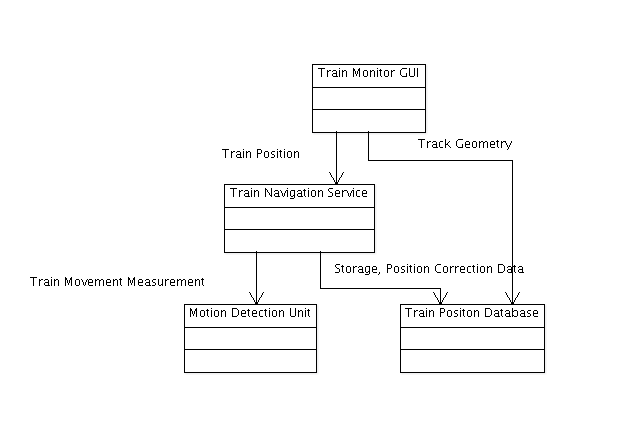 Train Monitor GUI
Track Geometry
Train Position
Train Navigation Service
Storage, Position Correction Data
Train Movement Measurement
Motion Detection Unit
Train Positon Database